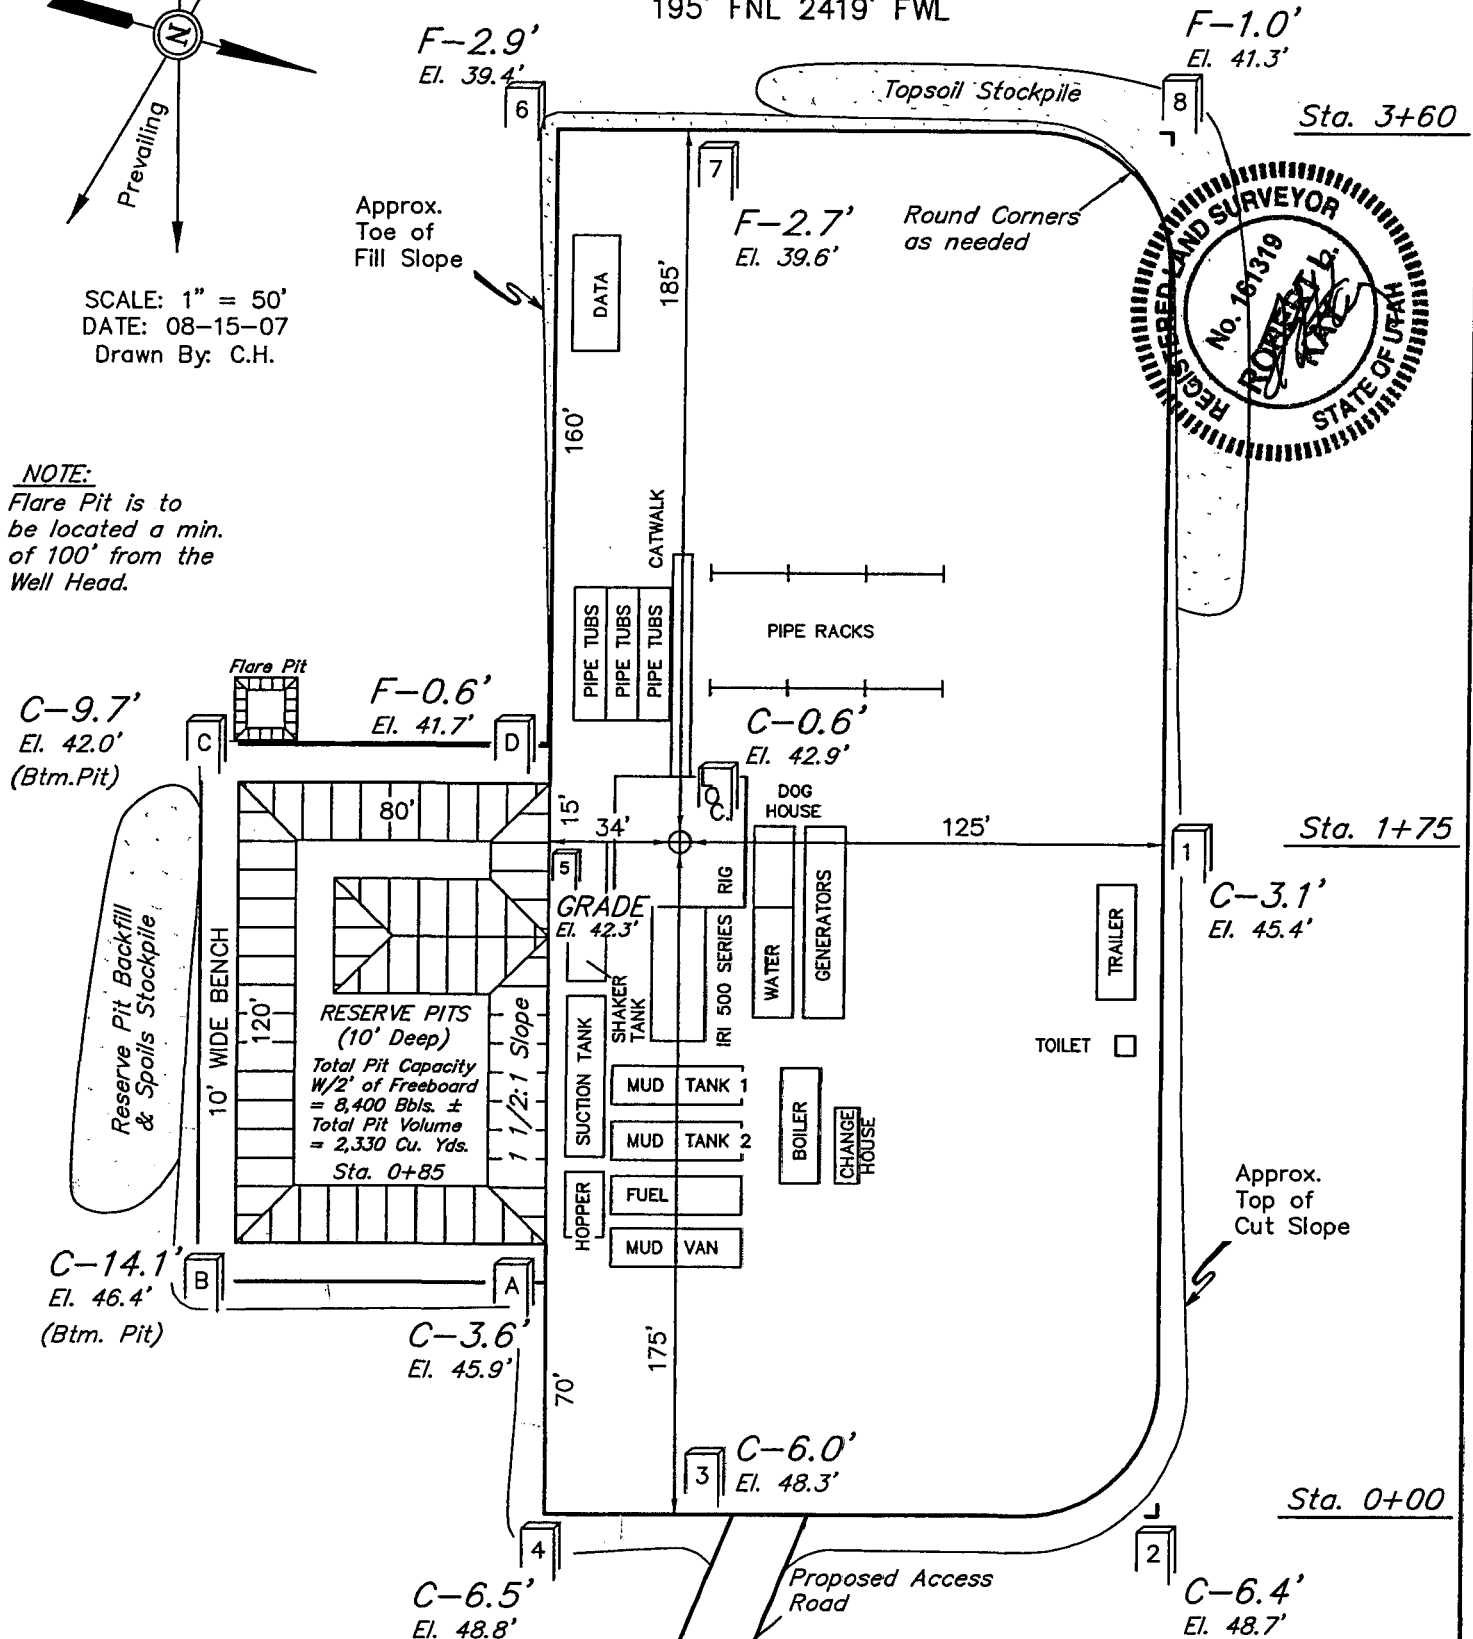 195' FNL 2419' FWL
N
Prevailing
SCALE: 1" = 50'
DATE: 08-15-07
Drawn By: C.H.
F-2.9'
El. 39.4'
6
Topsoil Stockpile
F-1.0'
El. 41.3'
8
Sta. 3+60
7
F-2.7'
El. 39.6'
Round Corners
as needed
Approx.
Toe of
Fill Slope
DATA
185'
160'
REGISTERED LAND SURVEYOR
No. 161319
ROBERT L.
STATE OF UTAH
NOTE:
Flare Pit is to
be located a min.
of 100' from the
Well Head.
CATWALK
PIPE TUBS
PIPE TUBS
PIPE TUBS
PIPE RACKS
Flare Pit
C-9.7'
El. 42.0'
(Btm.Pit)
C
F-0.6'
El. 41.7'
D
C-0.6'
El. 42.9'
80'
15'
34'
DOG
HOUSE
125'
Sta. 1+75
1
C-3.1'
El. 45.4'
5
GRADE
El. 42.3'
RIG
IRI 500 SERIES
WATER
GENERATORS
TRAILER
TOILET
Reserve Pit Backfill
& Spoils Stockpile
10' WIDE BENCH
120'
RESERVE PITS
(10' Deep)
Total Pit Capacity
W/2' of Freeboard
= 8,400 Bbls. ±
Total Pit Volume
= 2,330 Cu. Yds.
Sta. 0+85
1 1/2:1 Slope
SHAKER
TANK
SUCTION TANK
MUD TANK 1
MUD TANK 2
FUEL
MUD VAN
HOPPER
BOILER
CHANGE
HOUSE
Approx.
Top of
Cut Slope
C-14.1'
El. 46.4'
(Btm. Pit)
B
A
C-3.6'
El. 45.9'
70'
175'
3
C-6.0'
El. 48.3'
Sta. 0+00
4
C-6.5'
El. 48.8'
Proposed Access
Road
2
C-6.4'
El. 48.7'